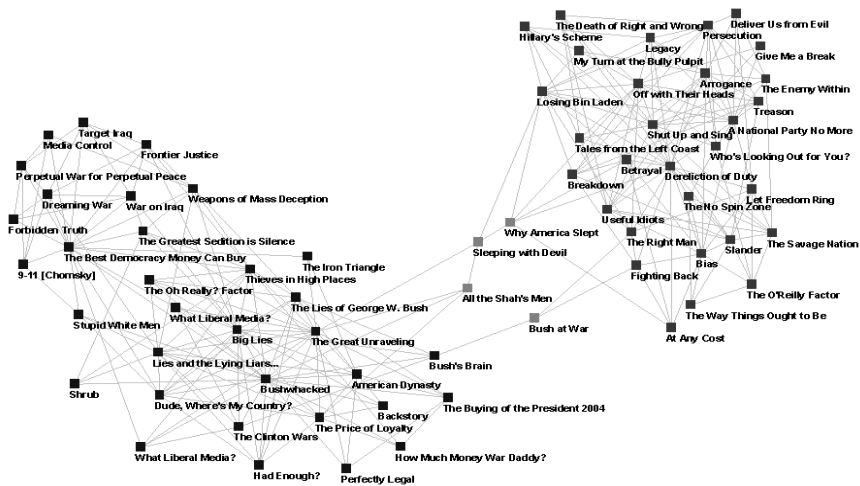 The Death of Right and Wrong
Deliver Us from Evil
Hillary's Scheme
Persecution
Legacy
Give Me a Break
My Turn at the Bully Pulpit
Arrogance
The Enemy Within
Off with Their Heads
Losing Bin Laden
Treason
Target Iraq
Shut Up and Sing
A National Party No More
Media Control
Frontier Justice
Tales from the Left Coast
Who's Looking Out for You?
Perpetual War for Perpetual Peace
Betrayal
Dereliction of Duty
Breakdown
Weapons of Mass Deception
Dreaming War
War on Iraq
Let Freedom Ring
The No Spin Zone
Forbidden Truth
Useful Idiots
Why America Slept
The Greatest Sedition is Silence
The Right Man
Slander
The Savage Nation
Sleeping with Devil
The Best Democracy Money Can Buy
Bias
The Iron Triangle
9-11 [Chomsky]
Fighting Back
Thieves in High Places
The Oh Really? Factor
The O'Reilly Factor
All the Shah's Men
The Lies of George W. Bush
What Liberal Media?
The Way Things Ought to Be
Stupid White Men
Bush at War
Big Lies
The Great Unraveling
At Any Cost
Lies and the Lying Liars...
Bush's Brain
Shrub
Bushwhacked
American Dynasty
Dude, Where's My Country?
The Buying of the President 2004
Backstory
The Price of Loyalty
The Clinton Wars
What Liberal Media?
How Much Money War Daddy?
Had Enough?
Perfectly Legal